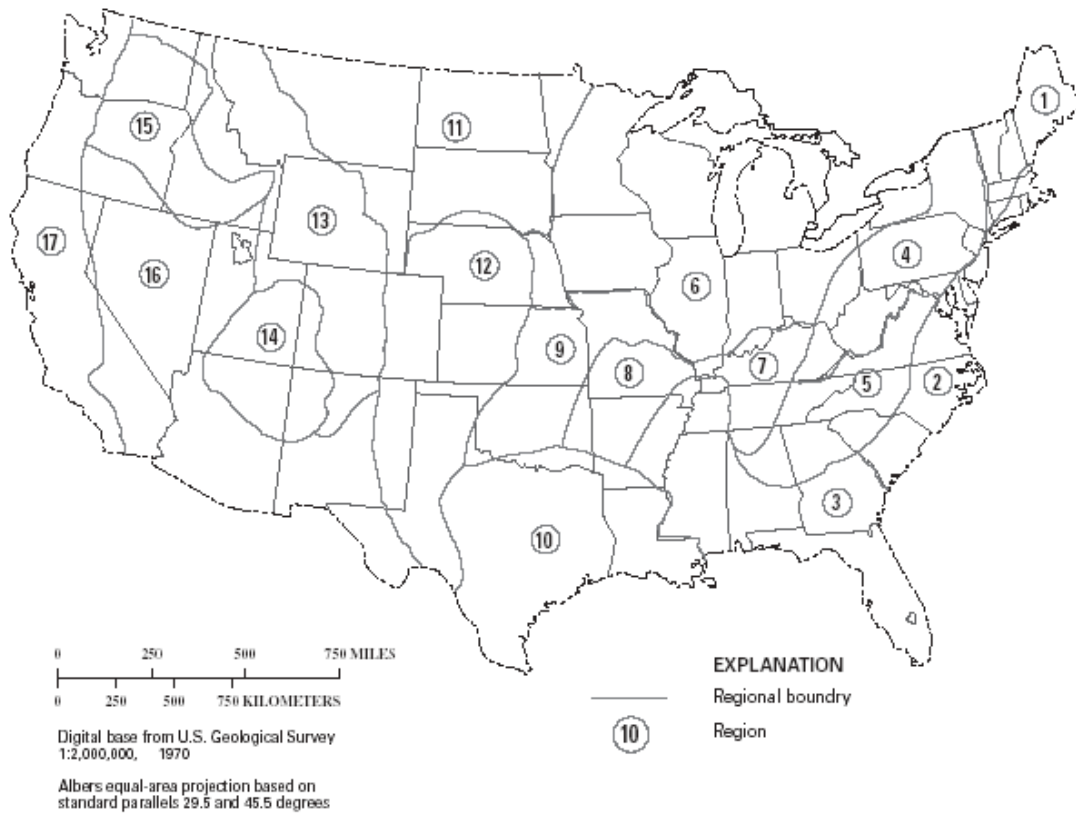 1
11
15
13
17
4
12
16
6
14
9
7
8
5
2
3
10
0 250 500 750 MILES
0 250 500 750 KILOMETERS
Digital base from U.S. Geological Survey
1:2,000,000, 1970
Albers equal-area projection based on
standard parallels 29.5 and 45.5 degrees
EXPLANATION
Regional boundry
10 Region